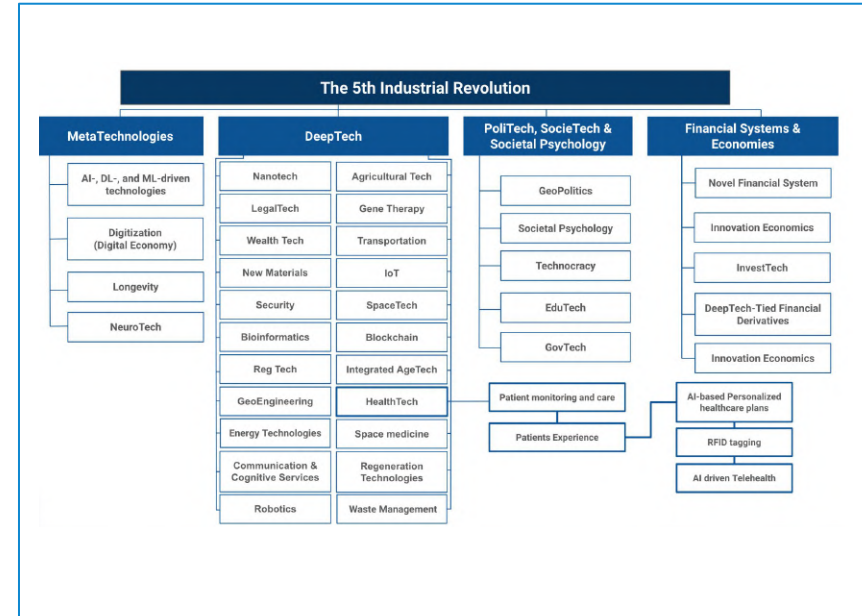 The 5th Industrial Revolution
MetaTechnologies
AI-, DL-, and ML-driven
technologies
Digitization
(Digital Economy)
Longevity
NeuroTech
DeepTech
Nanotech
LegalTech
Wealth Tech
New Materials
Security
Bioinformatics
Reg Tech
GeoEngineering
Energy Technologies
Communication &
Cognitive Services
Robotics
Agricultural Tech
Gene Therapy
Transportation
IoT
SpaceTech
Blockchain
Integrated AgeTech
HealthTech
Space medicine
Regeneration
Technologies
Waste Management
PoliTech, SocieTech &
Societal Psychology
GeoPolitics
Societal Psychology
Technocracy
EduTech
GovTech
Patient monitoring and care
Patients Experience
Financial Systems &
Economies
Novel Financial System
Innovation Economics
InvestTech
DeepTech-Tied Financial
Derivatives
Innovation Economics
AI-based Personalized
healthcare plans
RFID tagging
AI driven Telehealth